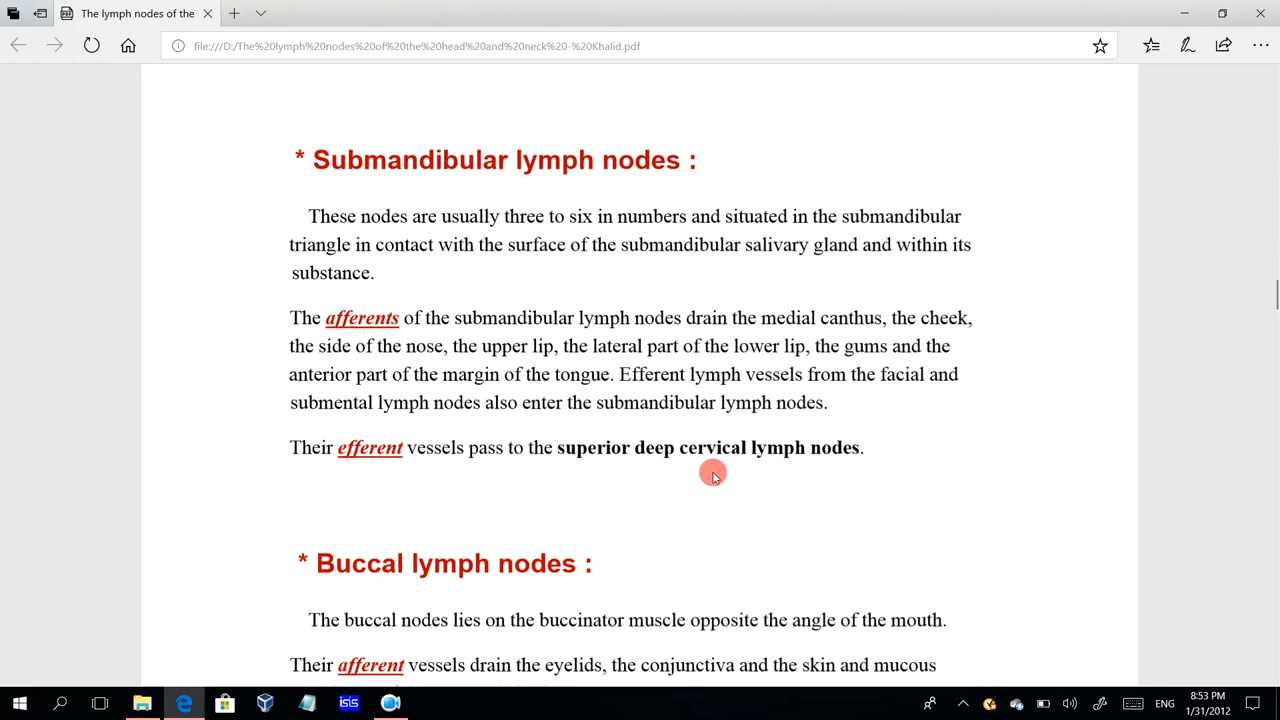 The lymph nodes of the
file:///D:/The%20lymph%20nodes%20of%20the%20head%20and%20neck%20-%20Khalid.pdf
* Submandibular lymph nodes :
These nodes are usually three to six in numbers and situated in the submandibular
triangle in contact with the surface of the submandibular salivary gland and within its
substance.
The afferents of the submandibular lymph nodes drain the medial canthus, the cheek,
the side of the nose, the upper lip, the lateral part of the lower lip, the gums and the
anterior part of the margin of the tongue. Efferent lymph vessels from the facial and
submental lymph nodes also enter the submandibular lymph nodes.
Their efferent vessels pass to the superior deep cervical lymph nodes.
* Buccal lymph nodes :
The buccal nodes lies on the buccinator muscle opposite the angle of the mouth.
Their afferent vessels drain the eyelids, the conjunctiva and the skin and mucous
isis
ENG
8:53 PM
1/31/2012